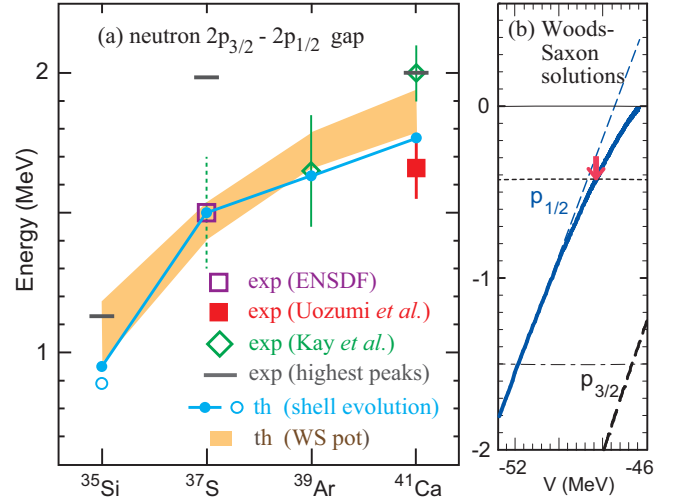 (a) neutron 2p3/2 - 2p1/2 gap
Energy (MeV)
2
1
exp (ENSDF)
exp (Uozumi et al.)
exp (Kay et al.)
exp (highest peaks)
th (shell evolution)
th (WS pot)
35Si
37S
39Ar
41Ca
(b) Woods-
Saxon
solutions
0
-1
-2
p1/2
p3/2
-52
-46
V (MeV)